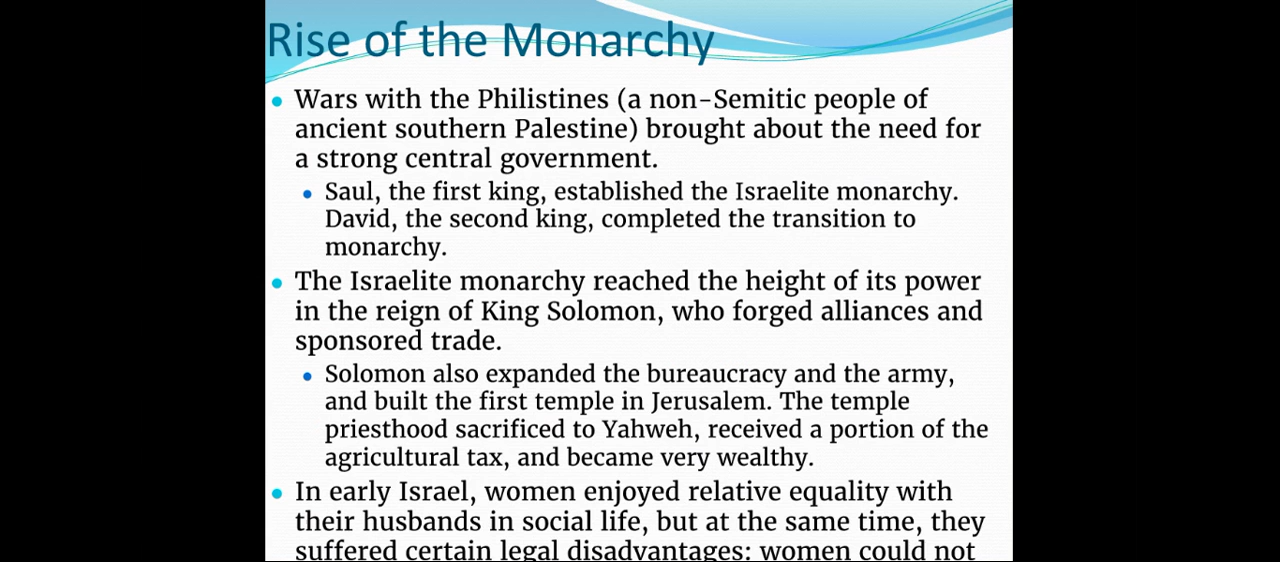 Rise of the Monarchy
• Wars with the Philistines (a non-Semitic people of
ancient southern Palestine) brought about the need for
a strong central government.
• Saul, the first king, established the Israelite monarchy.
David, the second king, completed the transition to
monarchy.
• The Israelite monarchy reached the height of its power
in the reign of King Solomon, who forged alliances and
sponsored trade.
• Solomon also expanded the bureaucracy and the army,
and built the first temple in Jerusalem. The temple
priesthood sacrificed to Yahweh, received a portion of the
agricultural tax, and became very wealthy.
• In early Israel, women enjoyed relative equality with
their husbands in social life, but at the same time, they
suffered certain legal disadvantages: women could not